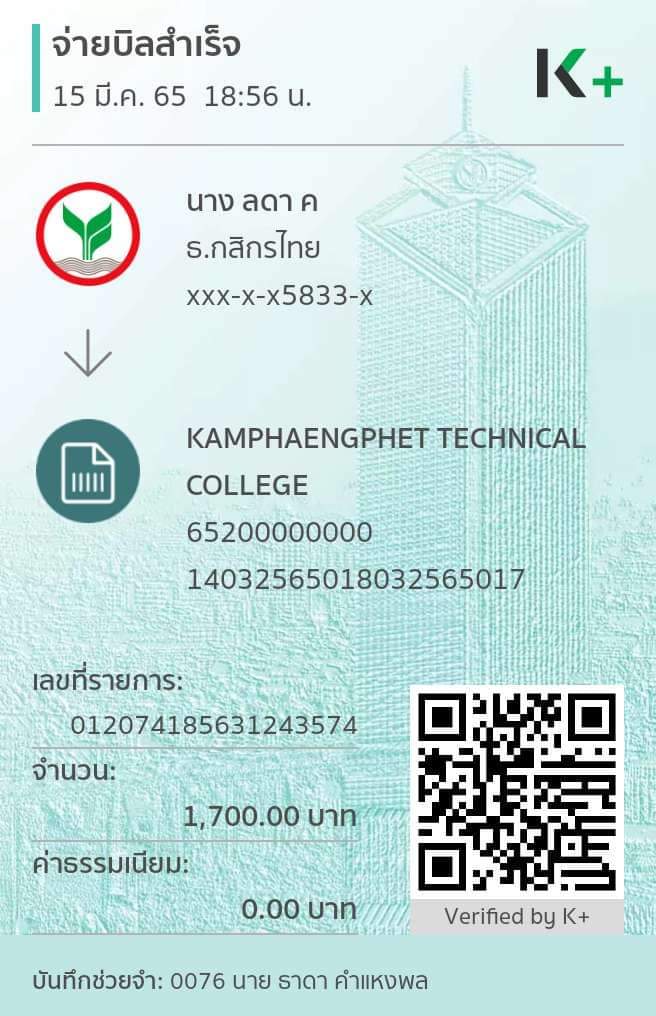 จ่ายบิลสำเร็จ
15 มี.ค. 65 18:56 น.
K+
นาง ลดา ค
ธ.กสิกรไทย
xxx-x-x5833-x
KAMPHAENGPHET TECHNICAL
COLLEGE
65200000000
14032565018032565017
เลขที่รายการ:
012074185631243574
จำนวน:
1,700.00 บาท
ค่าธรรมเนียม:
0.00 บาท
Verified by K+
บันทึกช่วยจำ: 0076 นาย ธาดา คำแหงพล